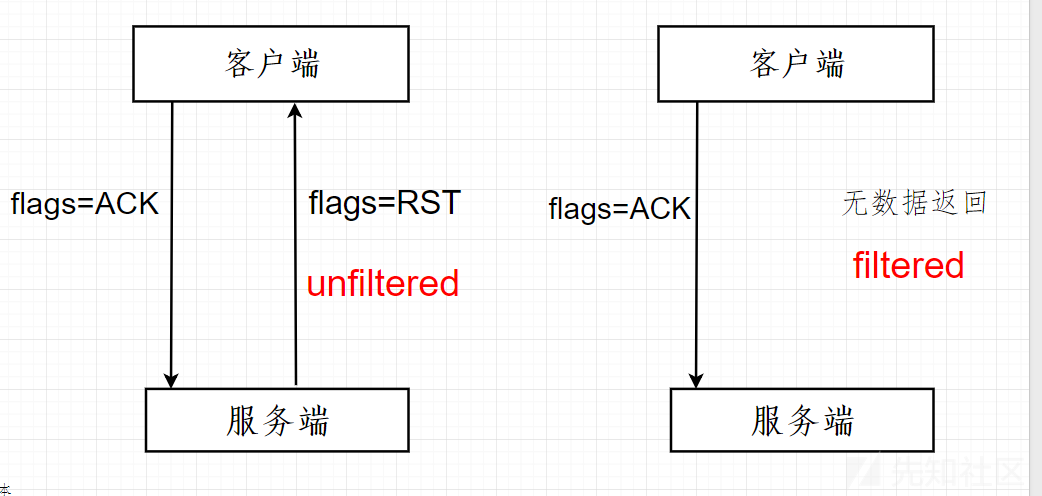 客户端
客户端
flags=ACK
flags=RST
flags=ACK
无数据返回
unfiltered
filtered
服务端
服务端
先知社区
本